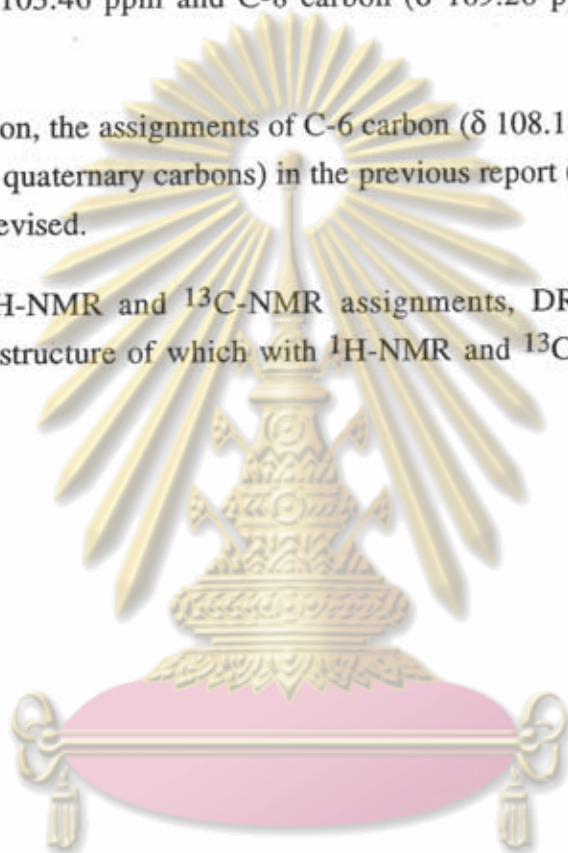 103.46 ppm and C-8 carbon (δ 109.26 p
on, the assignments of C-6 carbon (δ 108.1
quaternary carbons) in the previous report (
evised.
H-NMR and ¹³C-NMR assignments, DR
structure of which with ¹H-NMR and ¹³C